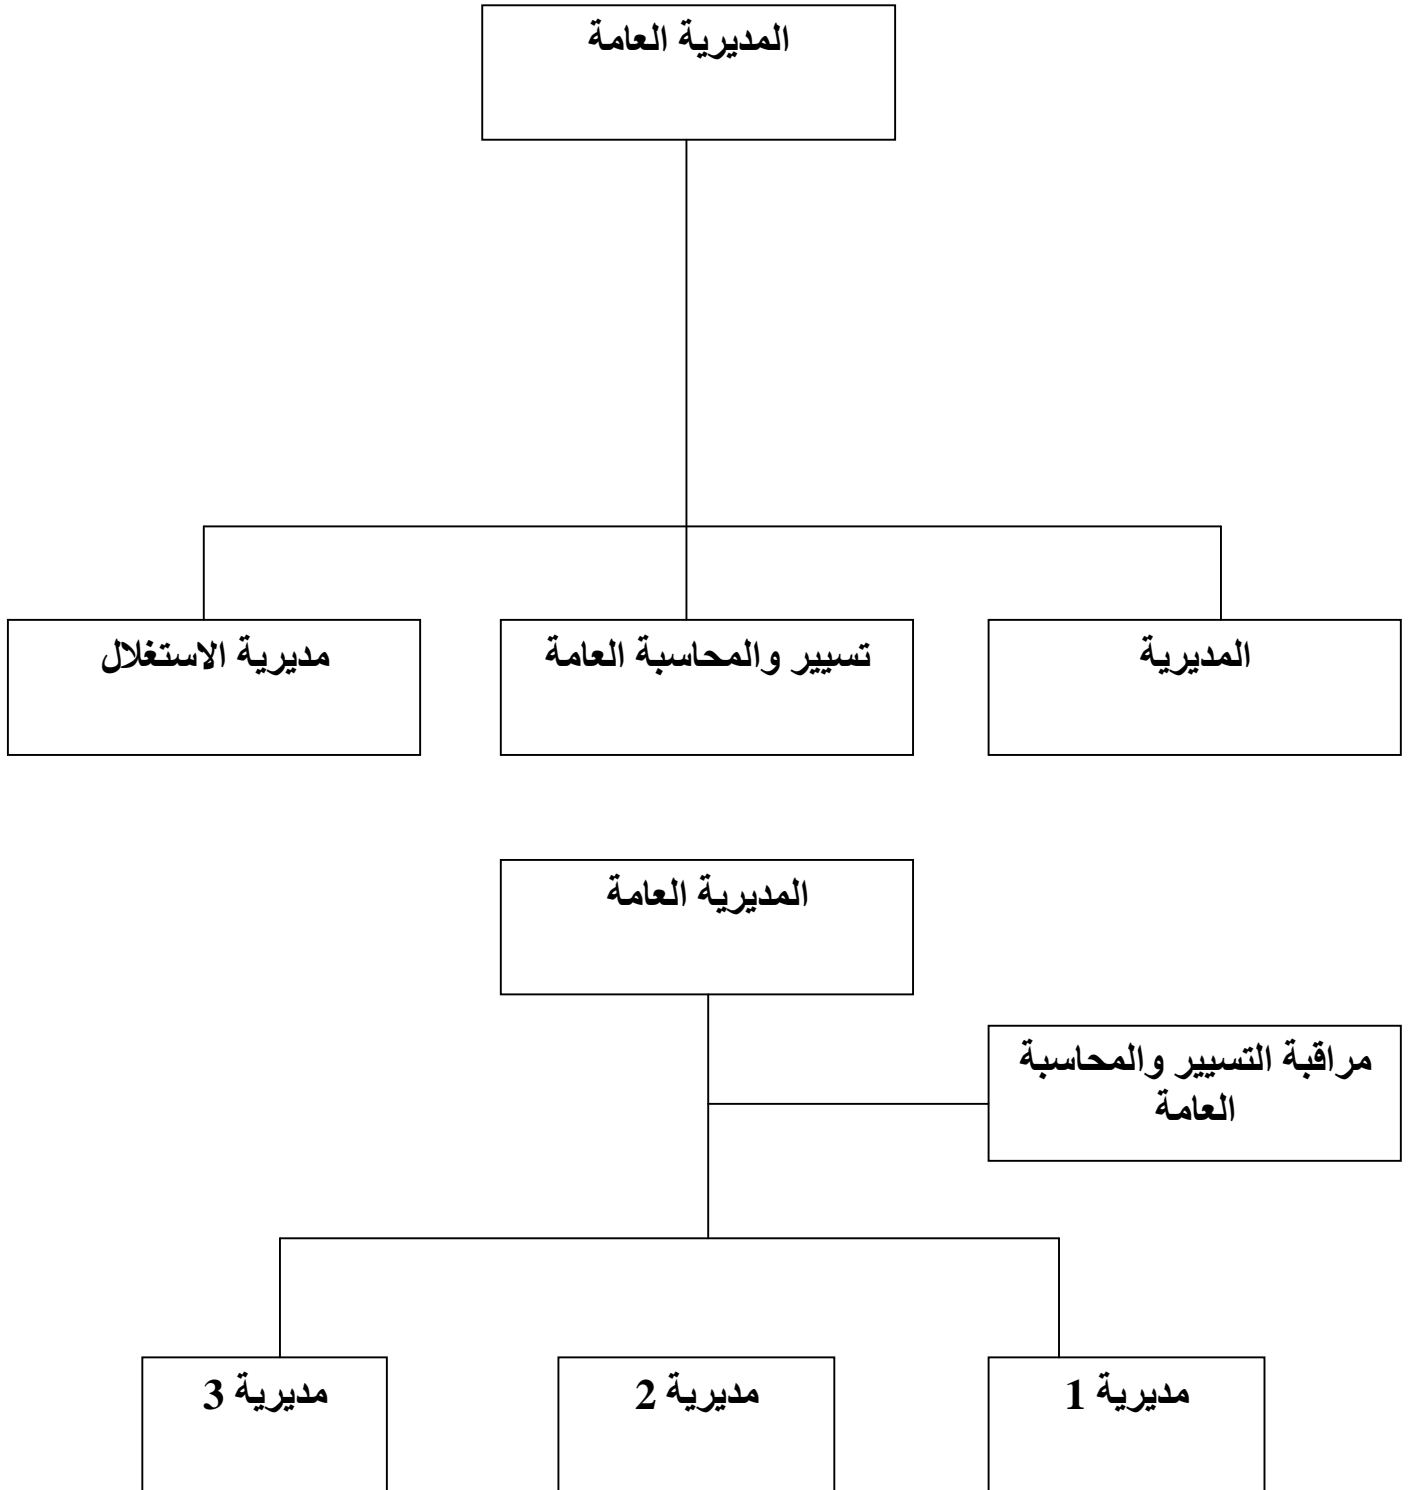 المديرية العامة
المديرية
تسيير والمحاسبة العامة
مديرية الاستغلال
المديرية العامة
مراقبة التسيير والمحاسبة
العامة
مديرية 1
مديرية 2
مديرية 3